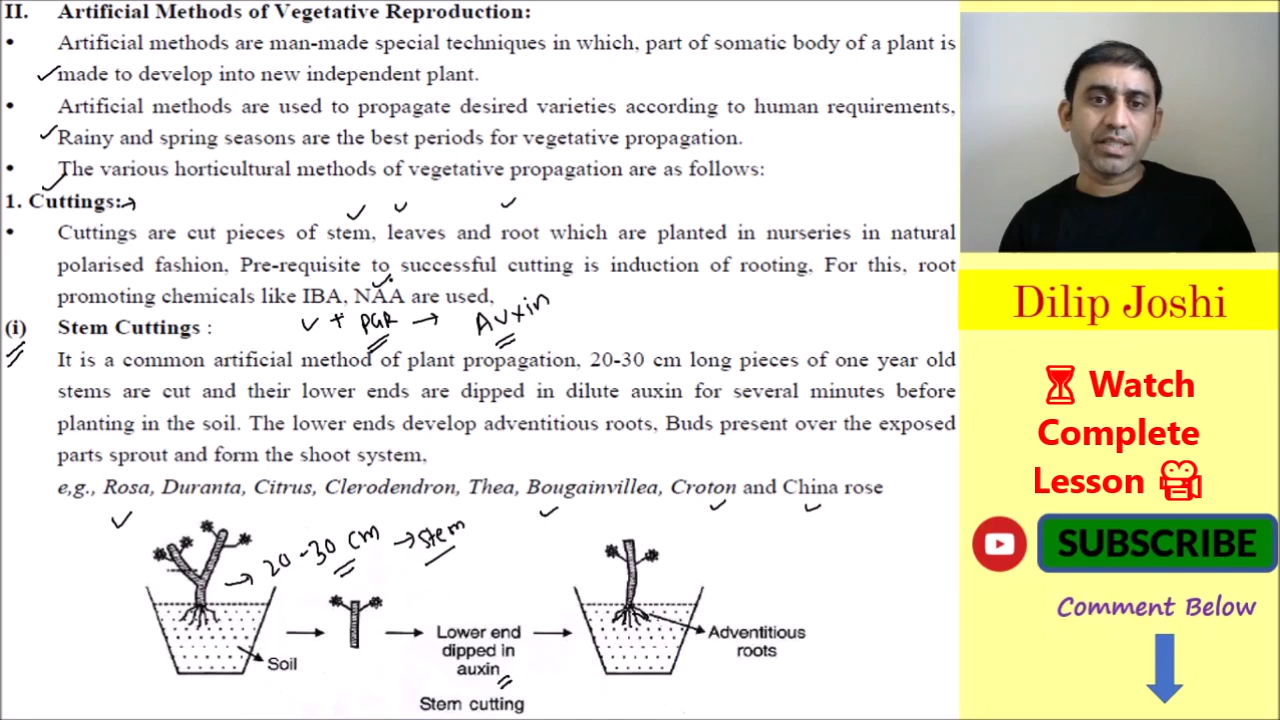 II. Artificial Methods of Vegetative Reproduction:
• Artificial methods are man-made special techniques in which, part of somatic body of a plant is
made to develop into new independent plant.
• Artificial methods are used to propagate desired varieties according to human requirements,
Rainy and spring seasons are the best periods for vegetative propagation.
• The various horticultural methods of vegetative propagation are as follows:
1. Cuttings:→
• Cuttings are cut pieces of stem, leaves and root which are planted in nurseries in natural
polarised fashion, Pre-requisite to successful cutting is induction of rooting, For this, root
promoting chemicals like IBA, NAA are used,
+ PGR → Auxin
(i) Stem Cuttings :
It is a common artificial method of plant propagation, 20-30 cm long pieces of one year old
stems are cut and their lower ends are dipped in dilute auxin for several minutes before
planting in the soil. The lower ends develop adventitious roots, Buds present over the exposed
parts sprout and form the shoot system,
e,g., Rosa, Duranta, Citrus, Clerodendron, Thea, Bougainvillea, Croton and China rose
→ 20-30 cm → stem
Soil
Lower end
dipped in
auxin
Adventitious
roots
Stem cutting
Dilip Joshi
Watch
Complete
Lesson
SUBSCRIBE
Comment Below